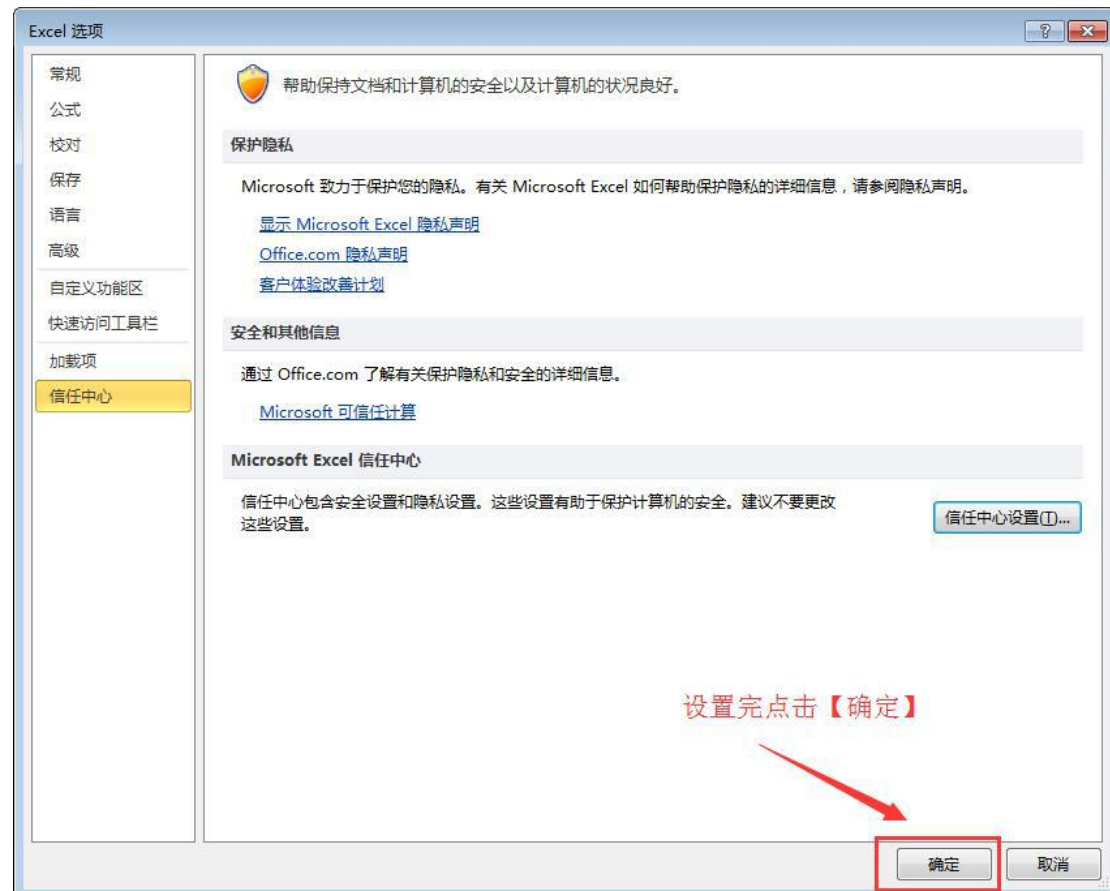 Excel 选项
常规
公式
校对
保存
语言
高级
自定义功能区
快速访问工具栏
加载项
信任中心
帮助保持文档和计算机的安全以及计算机的状况良好。
保护隐私
Microsoft 致力于保护您的隐私。有关 Microsoft Excel 如何帮助保护隐私的详细信息，请参阅隐私声明。
显示 Microsoft Excel 隐私声明
Office.com 隐私声明
客户体验改善计划
安全和其他信息
通过 Office.com 了解有关保护隐私和安全的详细信息。
Microsoft 可信任计算
Microsoft Excel 信任中心
信任中心包含安全设置和隐私设置。这些设置有助于保护计算机的安全。建议不要更改
这些设置。
信任中心设置(T)...
设置完点击【确定】
确定
取消